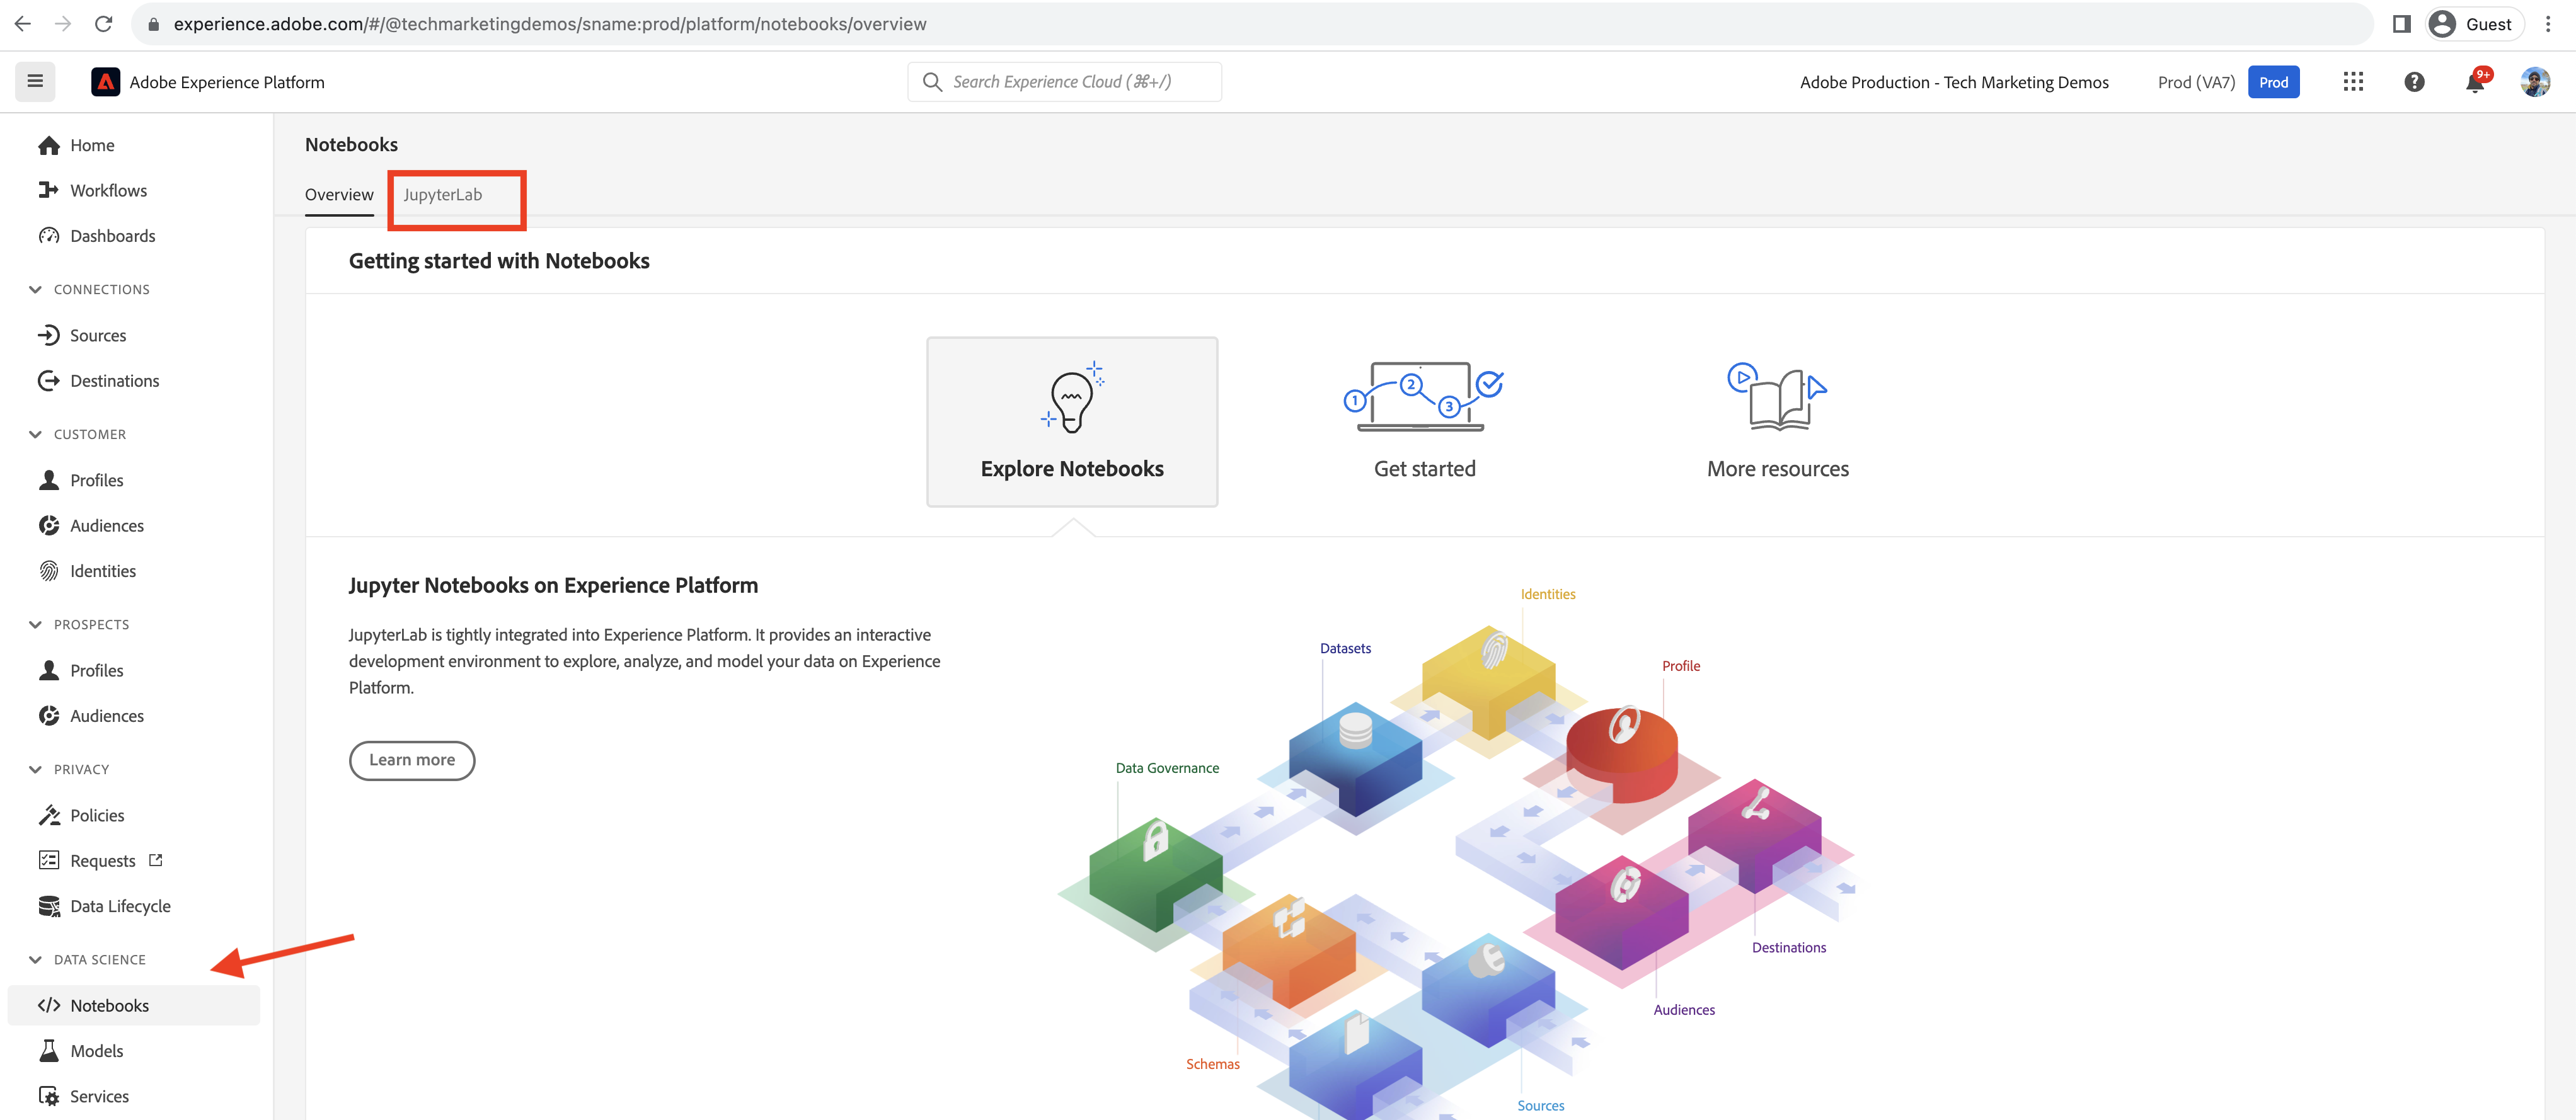 experience.adobe.com/#/@techmarketingdemos/sname:prod/platform/notebooks/overview
Guest
Adobe Experience Platform
Search Experience Cloud (⌘+/)
Adobe Production - Tech Marketing Demos
Prod (VA7)
Prod
9+
Home
Workflows
Dashboards
CONNECTIONS
Sources
Destinations
CUSTOMER
Profiles
Audiences
Identities
PROSPECTS
Profiles
Audiences
PRIVACY
Policies
Requests
Data Lifecycle
DATA SCIENCE
Notebooks
Models
Services
Notebooks
Overview
JupyterLab
Getting started with Notebooks
Explore Notebooks
1
2
3
Get started
More resources
Jupyter Notebooks on Experience Platform
JupyterLab is tightly integrated into Experience Platform. It provides an interactive
development environment to explore, analyze, and model your data on Experience
Platform.
Learn more
Identities
Datasets
Profile
Data Governance
Destinations
Audiences
Schemas
Sources